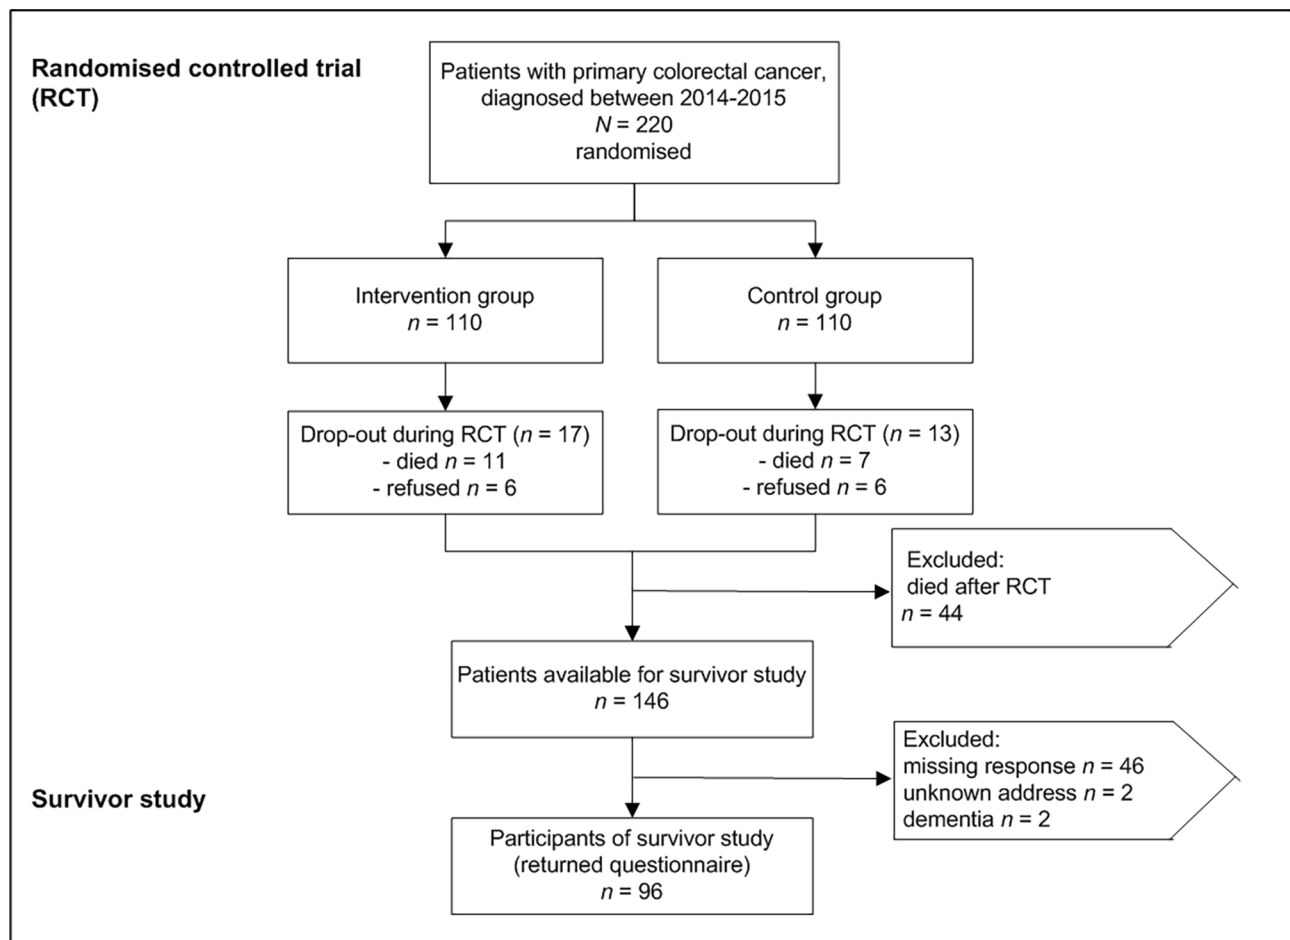 Randomised controlled trial
(RCT)
Patients with primary colorectal cancer,
diagnosed between 2014-2015
N = 220
randomised
Intervention group
n = 110
Control group
n = 110
Drop-out during RCT (n = 17)
- died n = 11
- refused n = 6
Drop-out during RCT (n = 13)
- died n = 7
- refused n = 6
Excluded:
died after RCT
n = 44
Patients available for survivor study
n = 146
Excluded:
missing response n = 46
unknown address n = 2
dementia n = 2
Survivor study
Participants of survivor study
(returned questionnaire)
n = 96